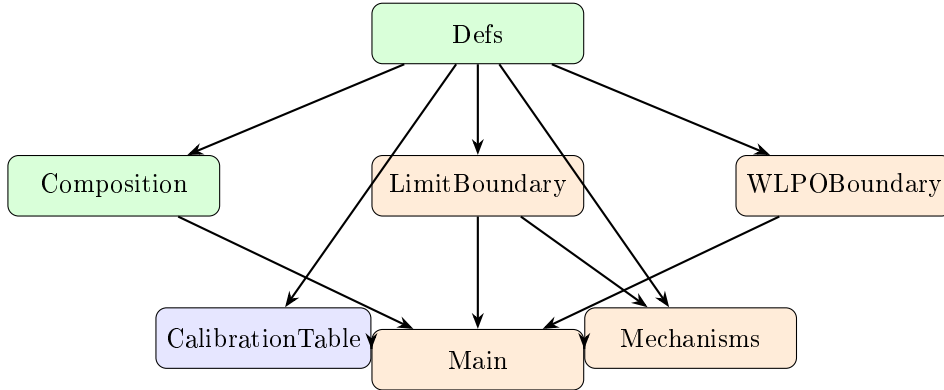 Defs
Composition
LimitBoundary
WLPOBoundary
CalibrationTable
Main
Mechanisms